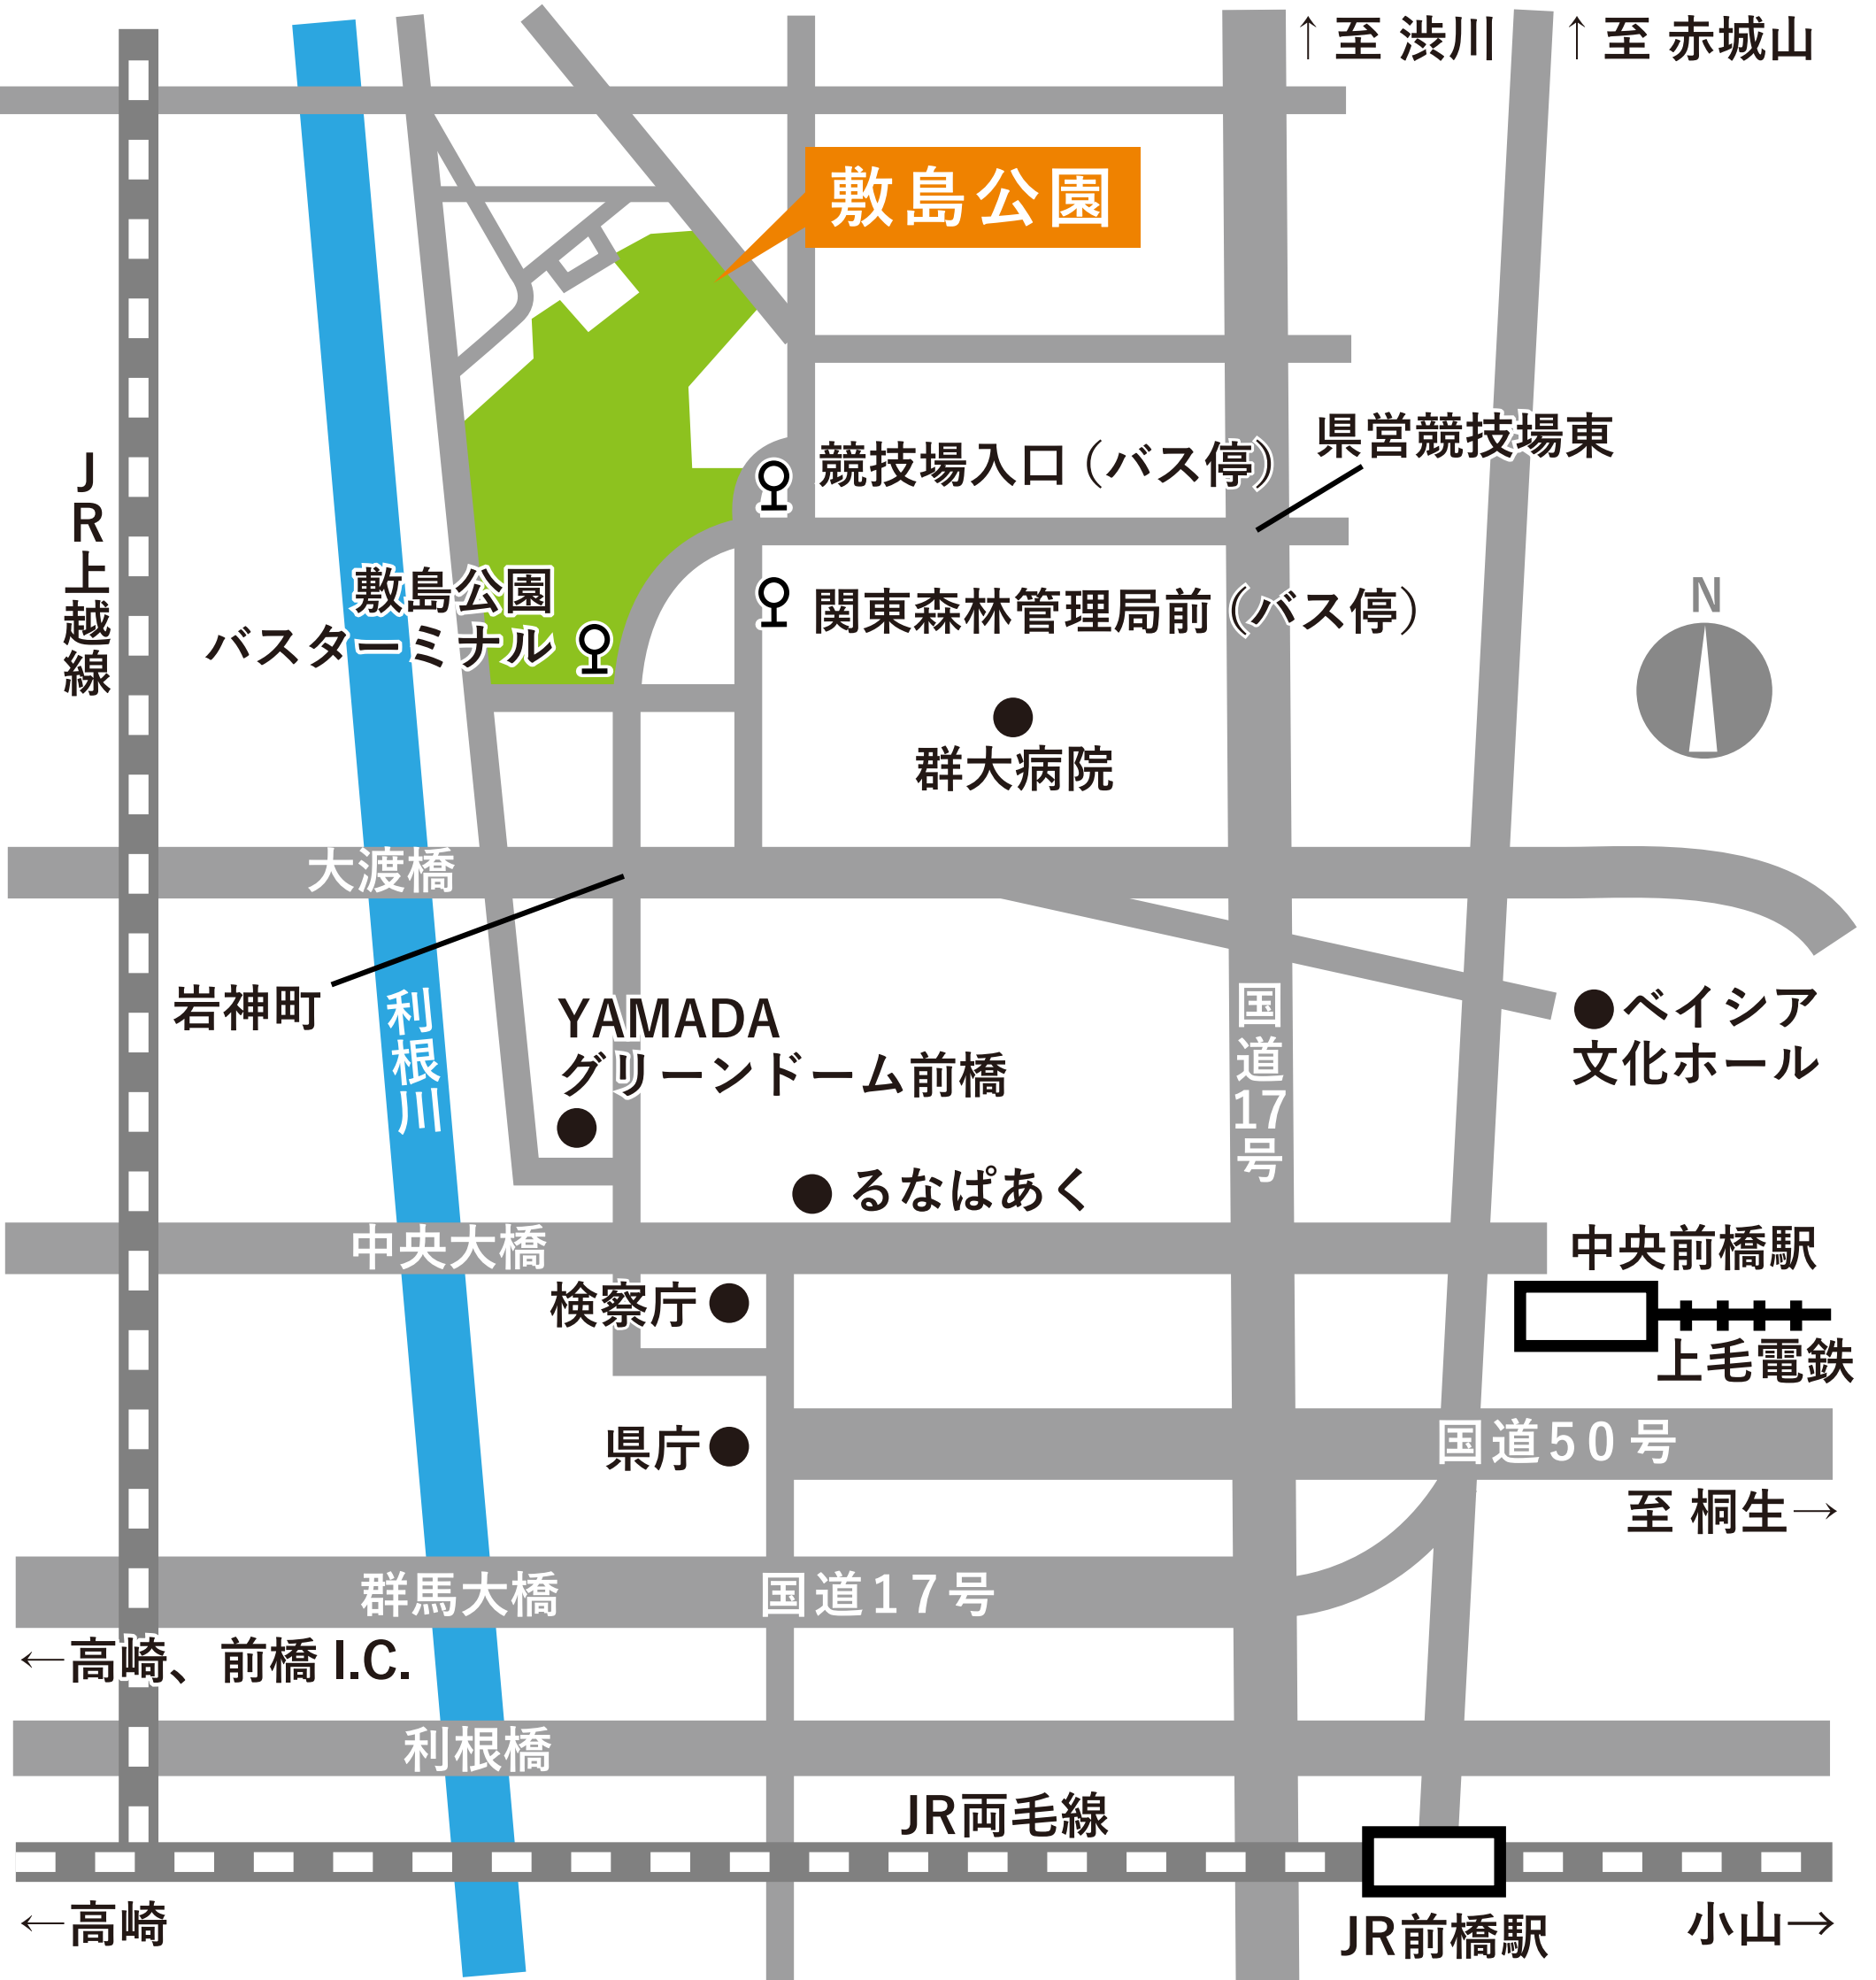 ↑ 至 渋川
↑ 至 赤城山
敷島公園
県営競技場東
競技場入口（バス停）
JR上越線
敷島公園
バスターミナル
関東森林管理局前（バス停）
N
群大病院
大渡橋
岩神町
利根川
YAMADA
グリーンドーム前橋
国道17号
ベイシア
文化ホール
るなぱあく
中央大橋
中央前橋駅
検察庁
上毛電鉄
県庁
国道50号
至 桐生→
群馬大橋
国道17号
←高崎、前橋 I.C.
利根橋
JR両毛線
←高崎
JR前橋駅
小山→